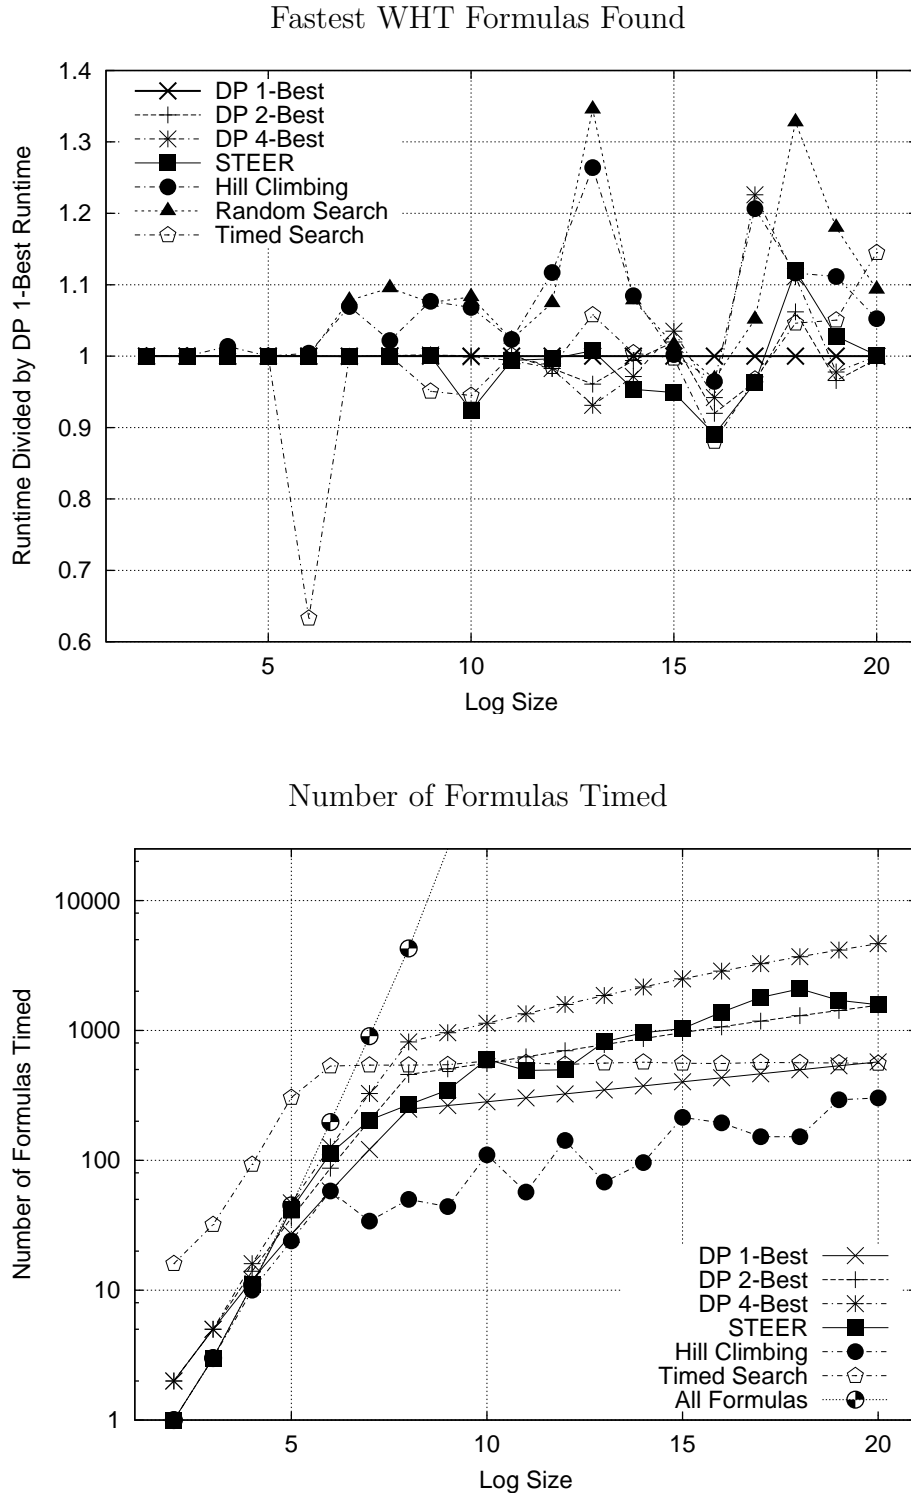 Fastest WHT Formulas Found
1.4
1.3
1.2
1.1
1
0.9
0.8
0.7
0.6
Runtime Divided by DP 1-Best Runtime
DP 1-Best
DP 2-Best
DP 4-Best
STEER
Hill Climbing
Random Search
Timed Search
5
10
15
20
Log Size
Number of Formulas Timed
10000
1000
100
10
1
Number of Formulas Timed
DP 1-Best
DP 2-Best
DP 4-Best
STEER
Hill Climbing
Timed Search
All Formulas
5
10
15
20
Log Size